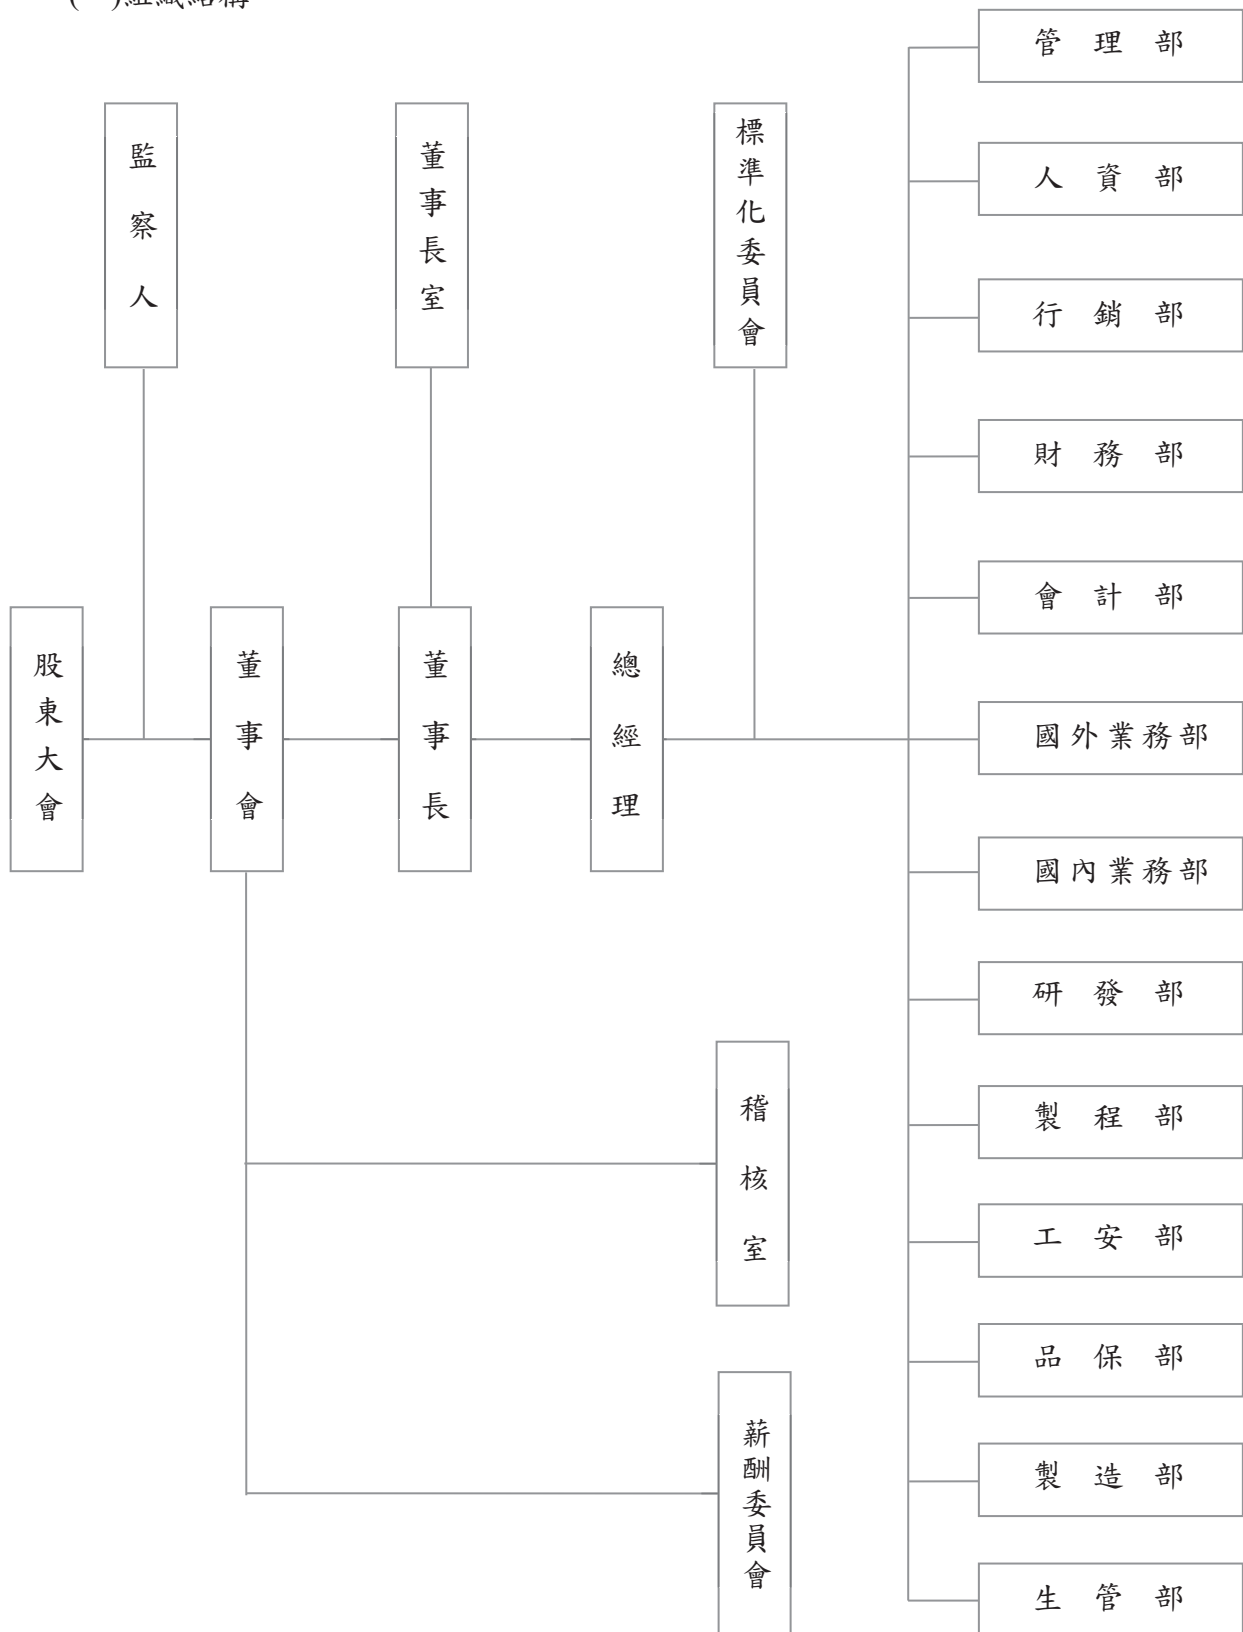 組織結構
管理部
監察人
董事長室
標準化委員會
人資部
行銷部
財務部
會計部
股東大會
董事會
董事長
總經理
國外業務部
國內業務部
研發部
稽核室
製程部
工安部
品保部
薪酬委員會
製造部
生管部